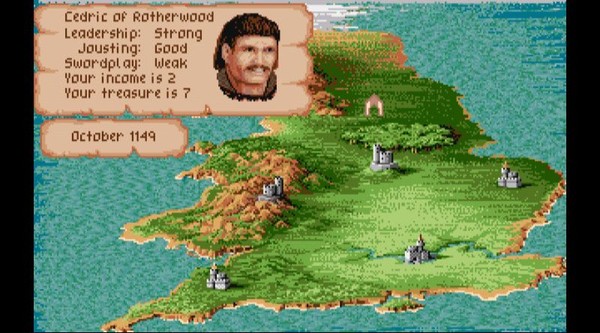 Cedric of Rotherwood
Leadership: Strong
Jousting: Good
Swordplay: Weak
Your income is 2
Your treasure is 7
October 1149